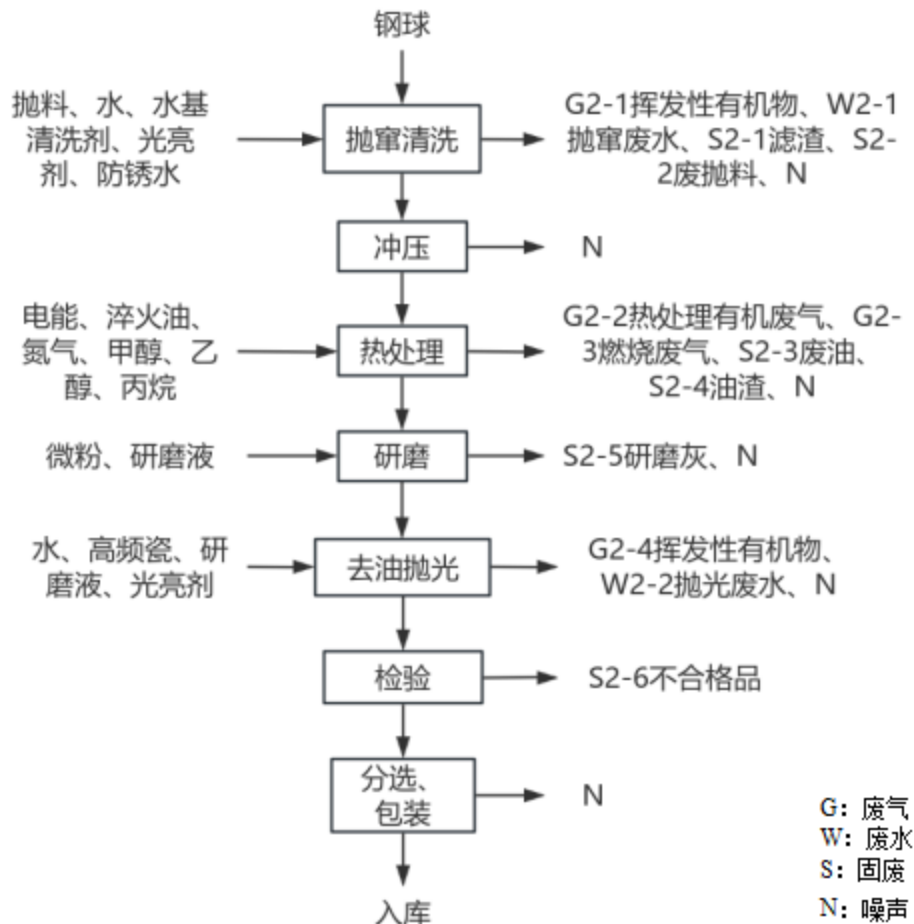 钢球
抛料、水、水基
清洗剂、光亮
剂、防锈水
抛窜清洗
G2-1挥发性有机物、W2-1
抛窜废水、S2-1滤渣、S2-
2废抛料、N
冲压
N
电能、淬火油、
氮气、甲醇、乙
醇、丙烷
热处理
G2-2热处理有机废气、G2-
3燃烧废气、S2-3废油、
S2-4油渣、N
微粉、研磨液
研磨
S2-5研磨灰、N
水、高频瓷、研
磨液、光亮剂
去油抛光
G2-4挥发性有机物、
W2-2抛光废水、N
检验
S2-6不合格品
分选、
包装
N
入库
G：废气
W：废水
S：固废
N：噪声